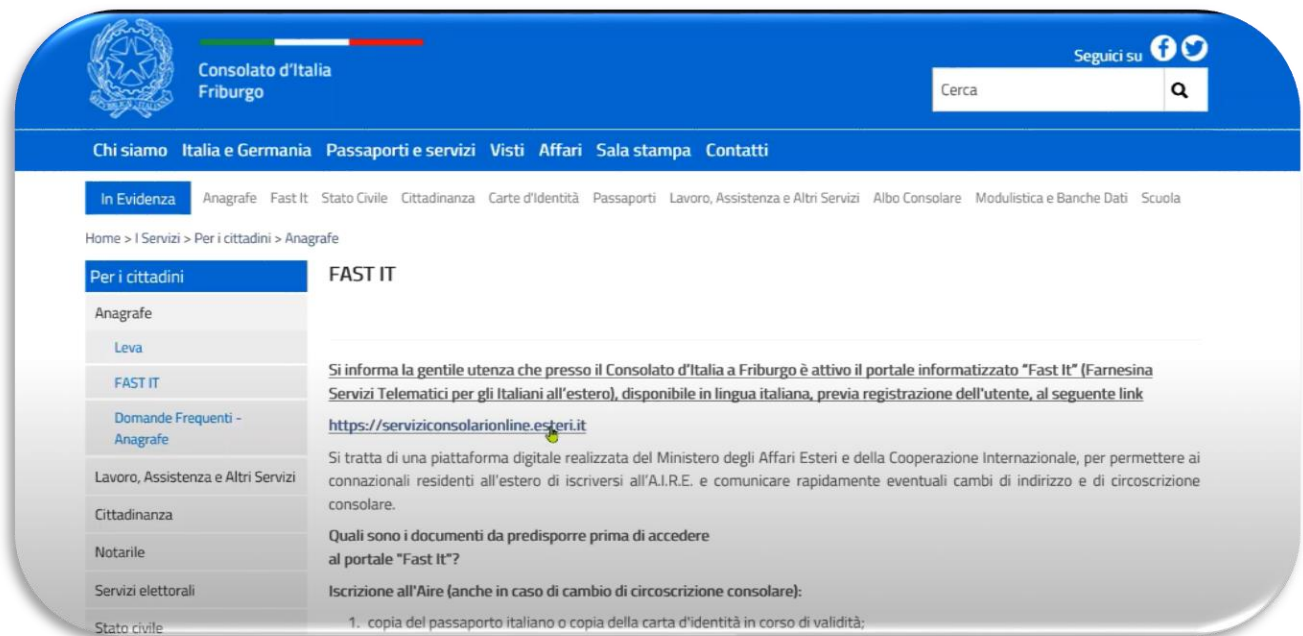 Consolato d'Italia
Friburgo
Seguici su
Cerca
Chi siamo Italia e Germania Passaporti e servizi Visti Affari Sala stampa Contatti
In Evidenza Anagrafe Fast It Stato Civile Cittadinanza Carte d'Identità Passaporti Lavoro, Assistenza e Altri Servizi Albo Consolare Modulistica e Banche Dati Scuola
Home > I Servizi > Per i cittadini > Anagrafe
Per i cittadini
Anagrafe
Leva
FAST IT
Domande Frequenti -
Anagrafe
Lavoro, Assistenza e Altri Servizi
Cittadinanza
Notarile
Servizi elettorali
Stato civile
FAST IT
Si informa la gentile utenza che presso il Consolato d'Italia a Friburgo è attivo il portale informatizzato "Fast It" (Farnesina
Servizi Telematici per gli Italiani all'estero), disponibile in lingua italiana, previa registrazione dell'utente, al seguente link
https://serviziconsolarionline.esteri.it
Si tratta di una piattaforma digitale realizzata del Ministero degli Affari Esteri e della Cooperazione Internazionale, per permettere ai
connazionali residenti all'estero di iscriversi all'A.I.R.E. e comunicare rapidamente eventuali cambi di indirizzo e di circoscrizione
consolare.
Quali sono i documenti da predisporre prima di accedere
al portale "Fast It"?
Iscrizione all'Aire (anche in caso di cambio di circoscrizione consolare):
1. copia del passaporto italiano o copia della carta d'identità in corso di validità;